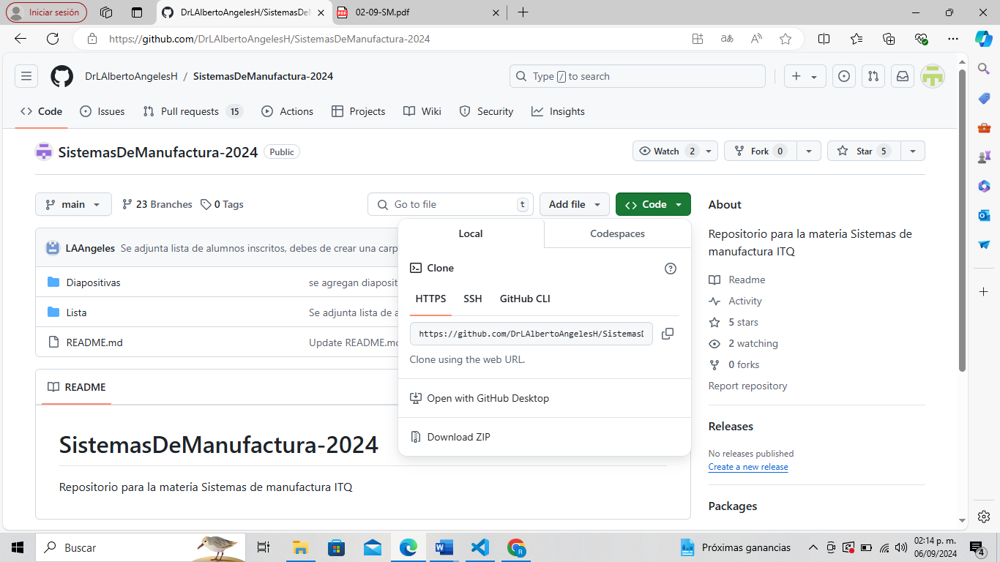 Iniciar sesión
DrLAlbertoAngelesH/SistemasDeM
02-09-SM.pdf
https://github.com/DrLAlbertoAngelesH/SistemasDeManufactura-2024
DrLAlbertoAngelesH / SistemasDeManufactura-2024
Type / to search
Code
Issues
Pull requests 15
Actions
Projects
Wiki
Security
Insights
SistemasDeManufactura-2024 Public
Watch 2
Fork 0
Star 5
main
23 Branches
0 Tags
Go to file t
Add file
Code
LAAngeles Se adjunta lista de alumnos inscritos, debes de crear una carp
Diapositivas se agregan diaposit
Lista Se adjunta lista de a
README.md Update README.md
README
SistemasDeManufactura-2024
Repositorio para la materia Sistemas de manufactura ITQ
Local Codespaces
Clone
HTTPS SSH GitHub CLI
https://github.com/DrLAlbertoAngelesH/SistemasD
Clone using the web URL.
Open with GitHub Desktop
Download ZIP
About
Repositorio para la materia Sistemas de
manufactura ITQ
Readme
Activity
5 stars
2 watching
0 forks
Report repository
Releases
No releases published
Create a new release
Packages
Buscar
Próximas ganancias
02:14 p. m.
06/09/2024
4